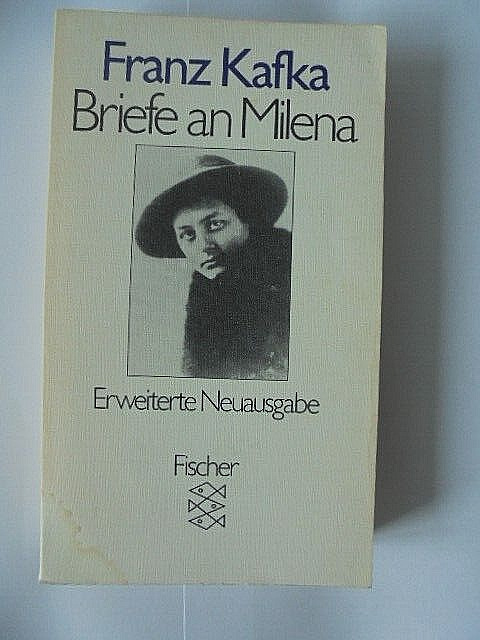 Franz Kafka
Briefe an Milena
Erweiterte Neuausgabe
Fischer